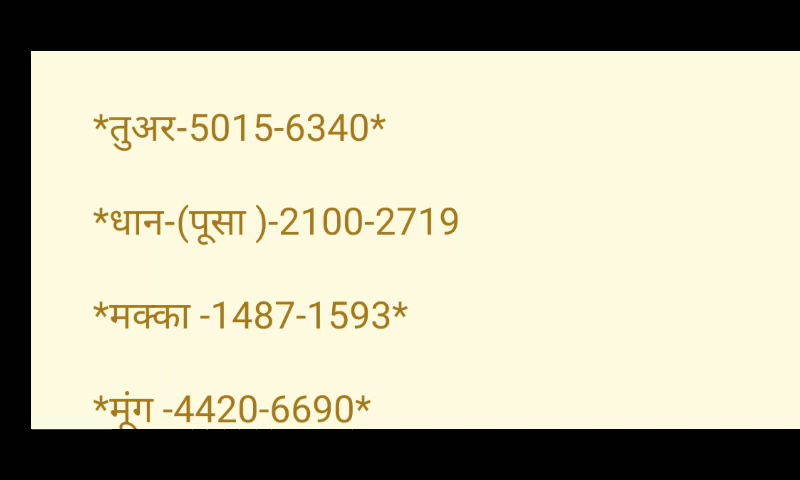 *तुअर-5015-6340*
*धान-(पूसा )-2100-2719
*मक्का -1487-1593*
*मूंग -4420-6690*